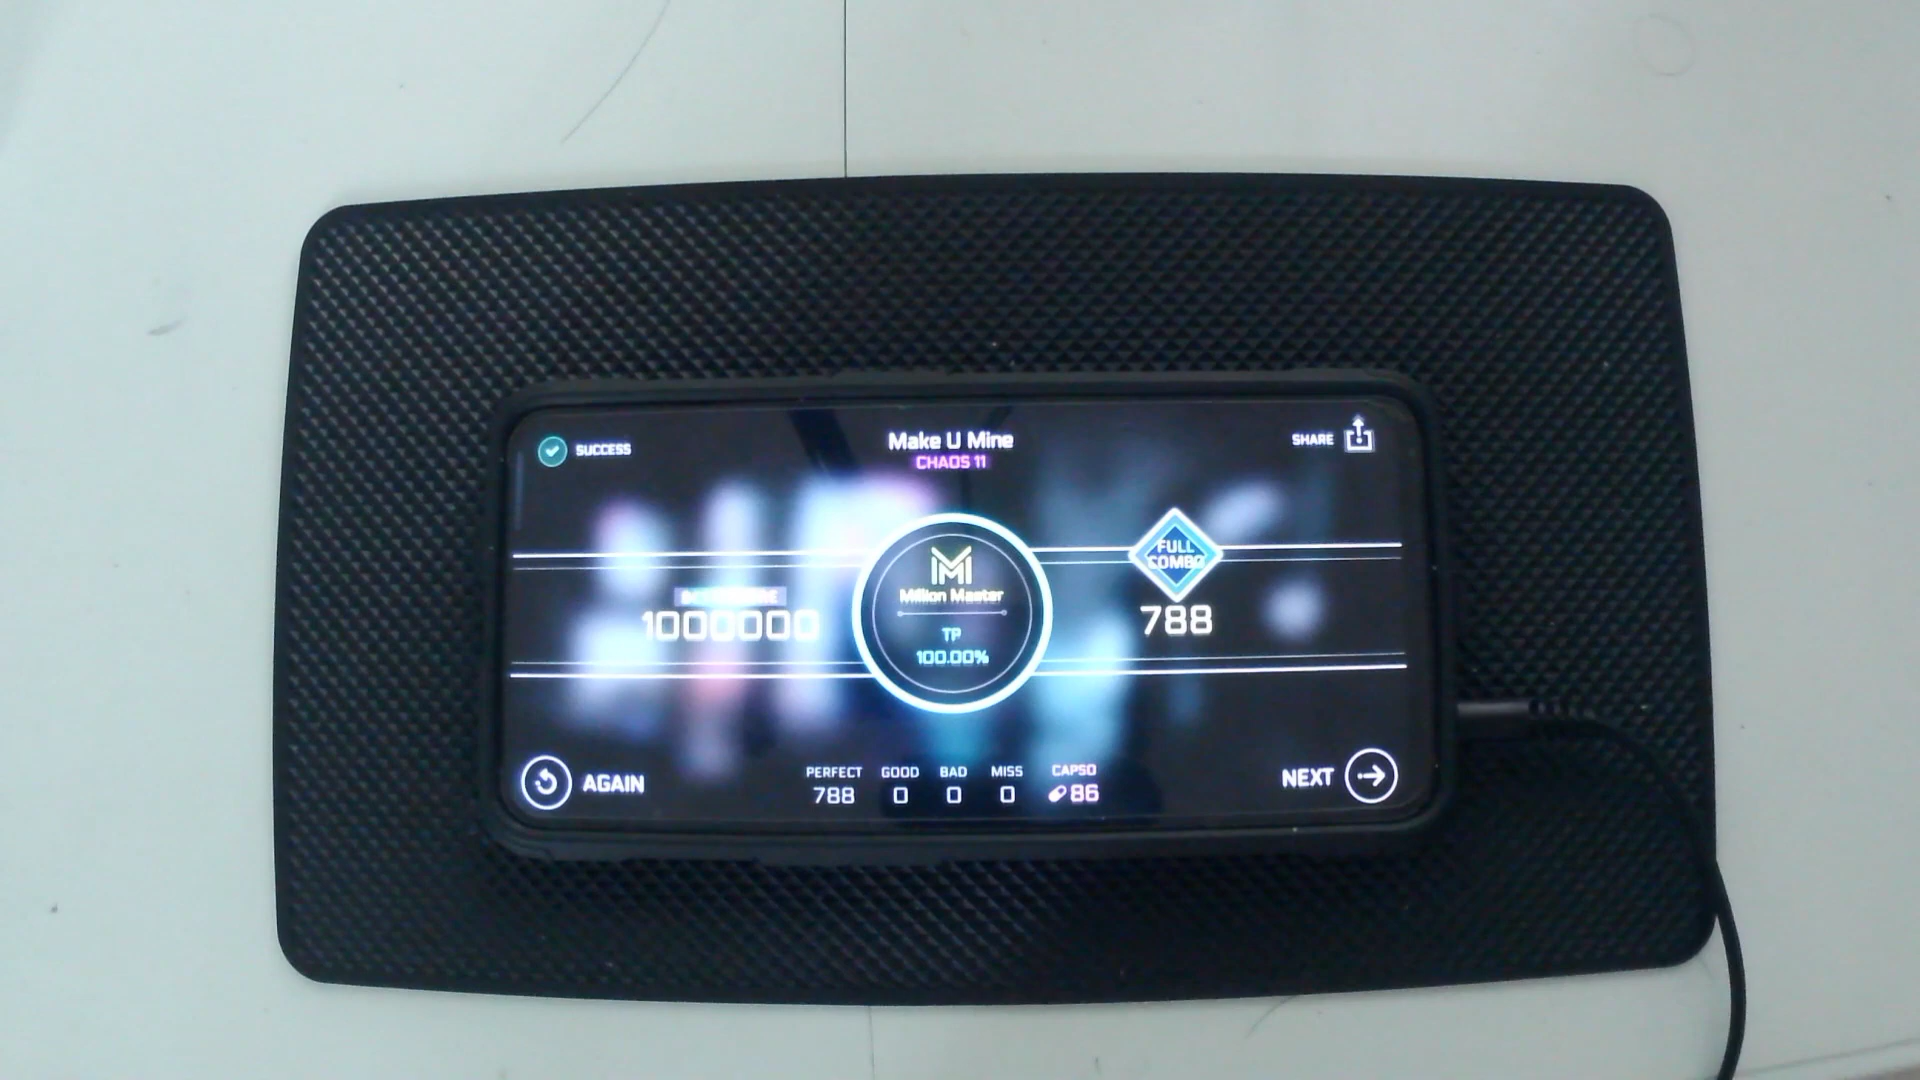 SUCCESS
Make U Mine
CHAOS 11
SHARE
FULL
COMBO
Million Master
1000000
788
TP
100.00%
AGAIN
PERFECT GOOD BAD MISS CAPSO
788 0 0 0 86
NEXT